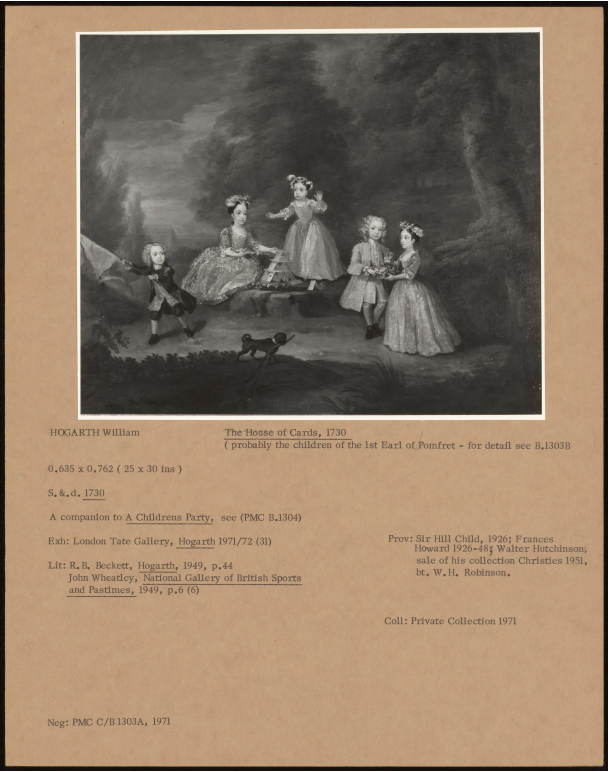 HOGARTH William
The House of Cards, 1730
( probably the children of the 1st Earl of Pomfret - for detail see B.1303B
0.635 x 0.762 ( 25 x 30 ins )
S.&.d. 1730
A companion to A Childrens Party, see (PMC B.1304)
Exh: London Tate Gallery, Hogarth 1971/72 (31)
Lit: R.B. Beckett, Hogarth, 1949, p.44
John Wheatley, National Gallery of British Sports
and Pastimes, 1949, p.6 (6)
Prov: Sir Hill Child, 1926; Frances
Howard 1926-48; Walter Hutchinson;
sale of his collection Christies 1951,
bt. W.H. Robinson.
Coll: Private Collection 1971
Neg: PMC C/B1303A, 1971